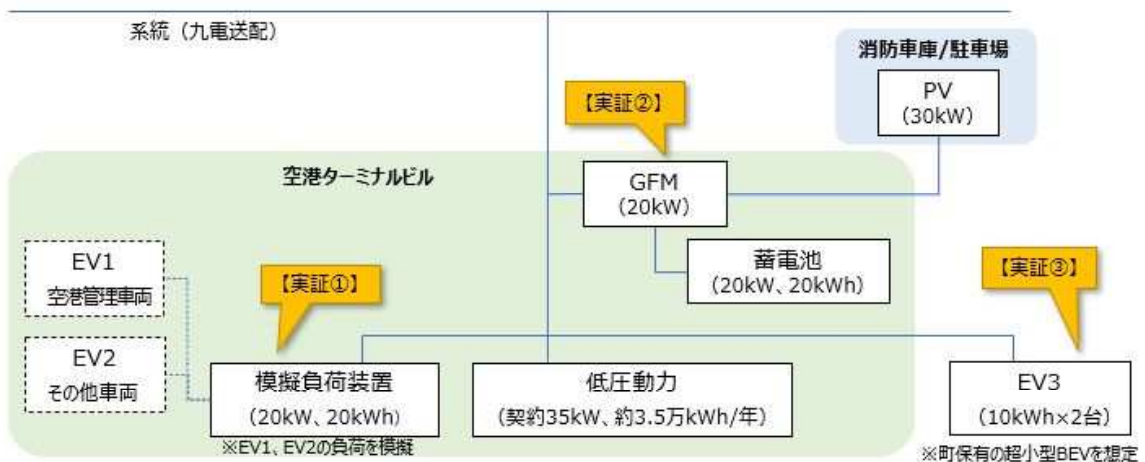 系統（九電送配）
消防車庫/駐車場
PV
（30kW）
【実証②】
空港ターミナルビル
GFM
（20kW）
蓄電池
（20kW、20kWh）
EV1
空港管理車両
【実証①】
【実証③】
EV2
その他車両
模擬負荷装置
（20kW、20kWh）
※EV1、EV2の負荷を模擬
低圧動力
（契約35kW、約3.5万kWh/年）
EV3
（10kWh×2台）
※町保有の超小型BEVを想定